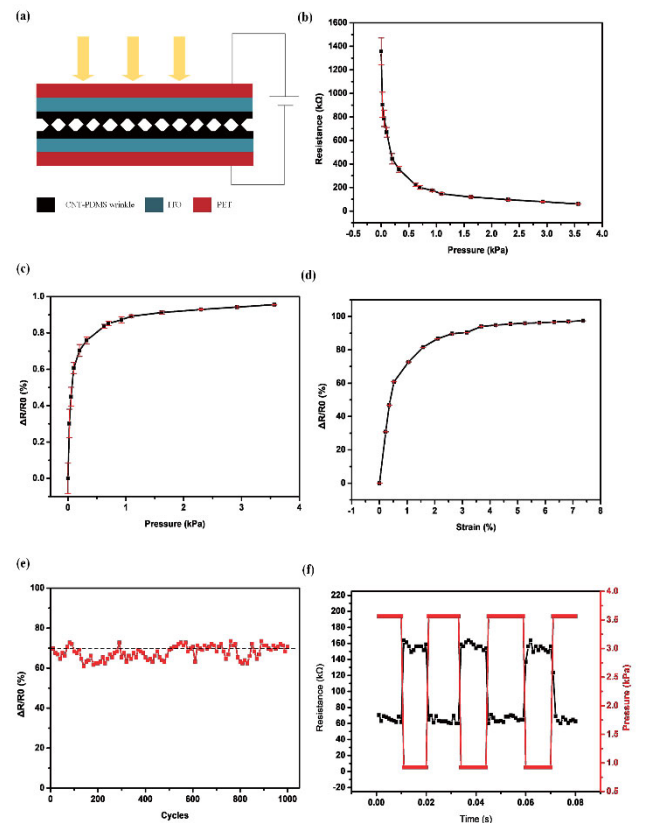 (a)
CNT-PDMS wrinkle ITO PET
(b)
Resistance (kΩ)
1600
1400
1200
1000
800
600
400
200
0
-0.5 0.0 0.5 1.0 1.5 2.0 2.5 3.0 3.5 4.0
Pressure (kPa)
(c)
ΔR/R0 (%)
1.0
0.8
0.6
0.4
0.2
0.0
0 1 2 3 4
Pressure (kPa)
(d)
ΔR/R0 (%)
100
80
60
40
20
0
-1 0 1 2 3 4 5 6 7 8
Strain (%)
(e)
ΔR/R0 (%)
100
80
60
40
20
0
0 200 400 600 800 1000
Cycles
(f)
Resistance (kΩ)
220
200
180
160
140
120
100
80
60
40
20
0
-20
0.00 0.02 0.04 0.06 0.08
Time (s)
4.0
3.5
3.0
2.5
2.0
1.5
1.0
0.5
Pressure (kPa)